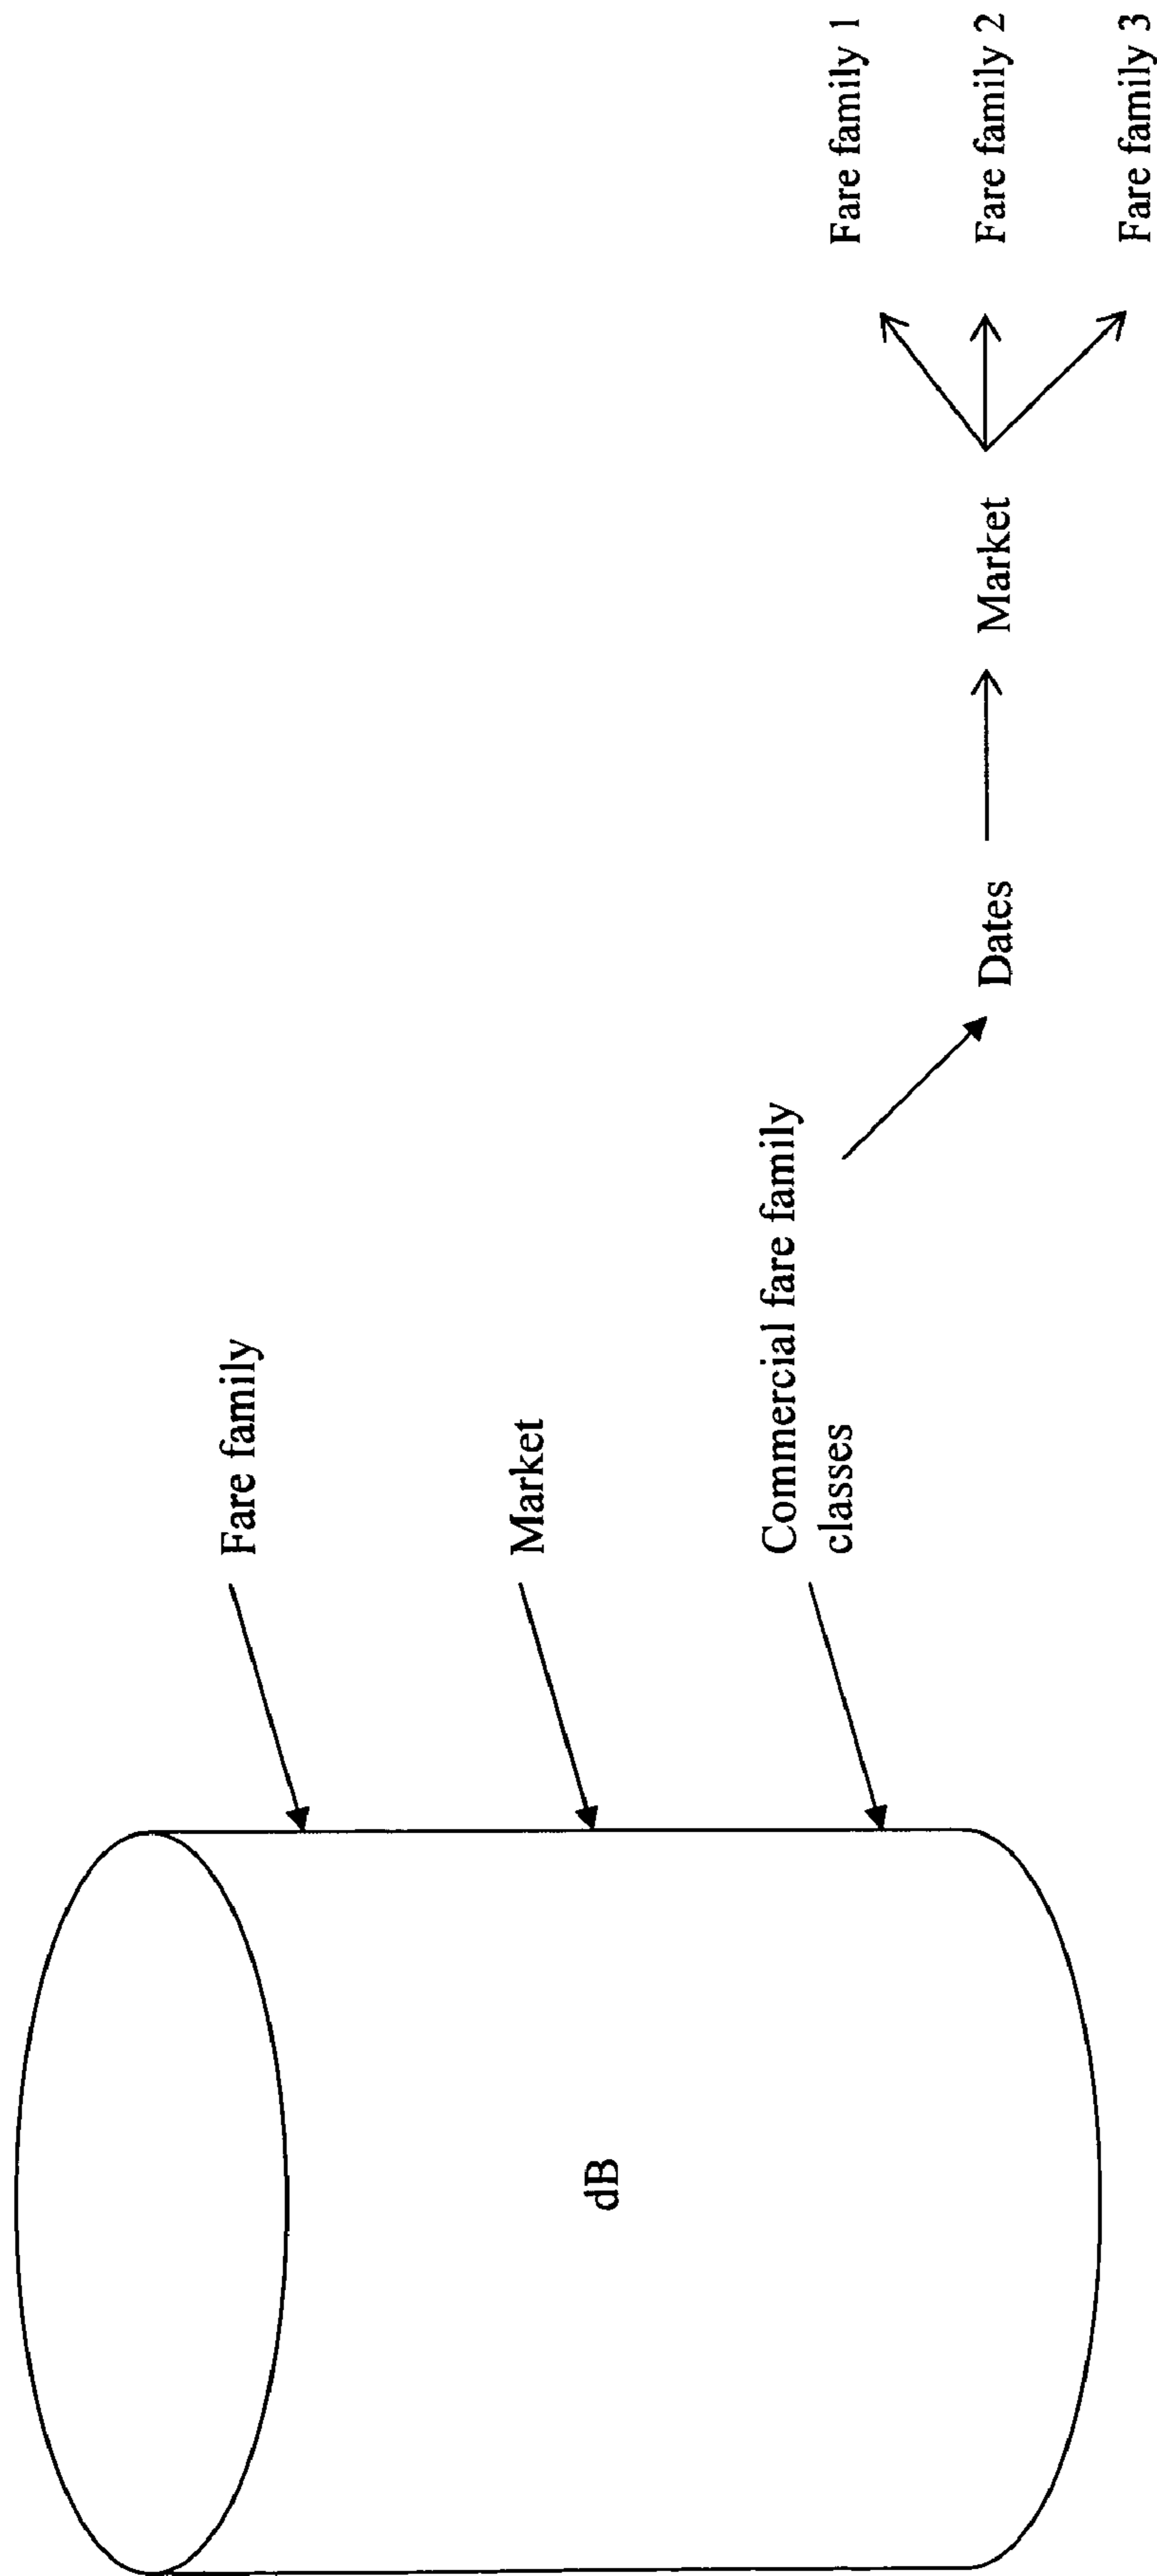 dB
Fare family
Market
Commercial fare family
classes
Dates
Market
Fare family 1
Fare family 2
Fare family 3